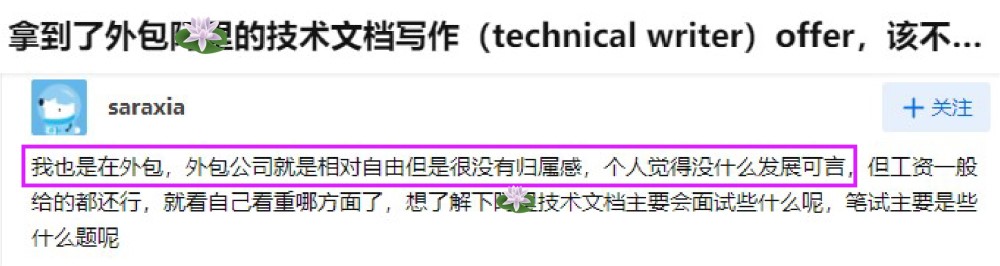 拿到了外包的技术文档写作（technical writer）offer，该不...
saraxia
+ 关注
我也是在外包，外包公司就是相对自由但是很没有归属感，个人觉得没什么发展可言，但工资一般
给的都还行，就看自己看重哪方面了，想了解下技术文档主要会面试些什么呢，笔试主要是些
什么题呢